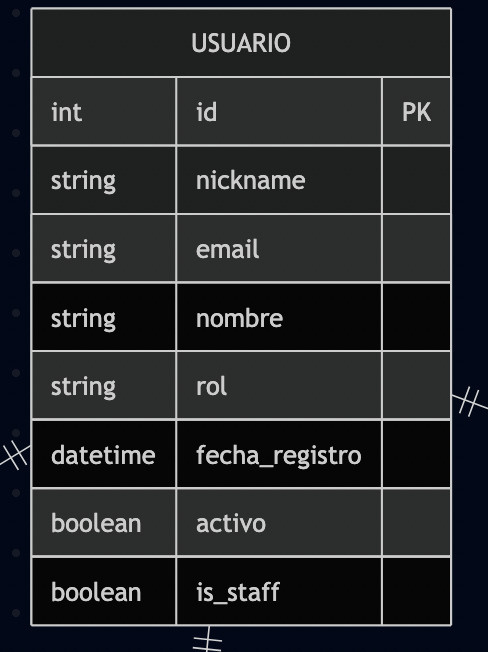 USUARIO
int id PK
string nickname
string email
string nombre
string rol
datetime fecha_registro
boolean activo
boolean is_staff